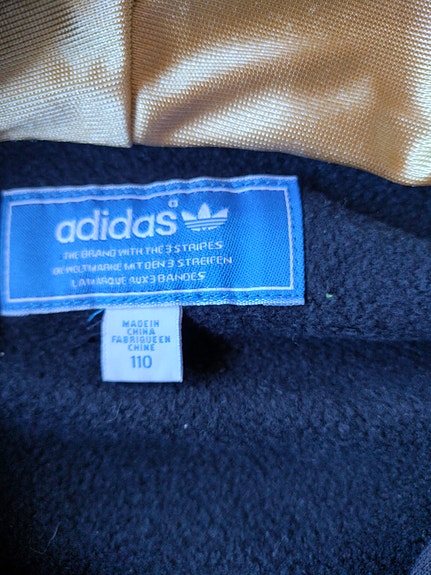 adidas
THE BRAND WITH THE 3 STRIPES
DIE WELTMARKE MIT DEN 3 STREIFEN
LA MARQUE AUX 3 BANDES
MADE IN
CHINA
FABRIQUE EN
CHINE
110